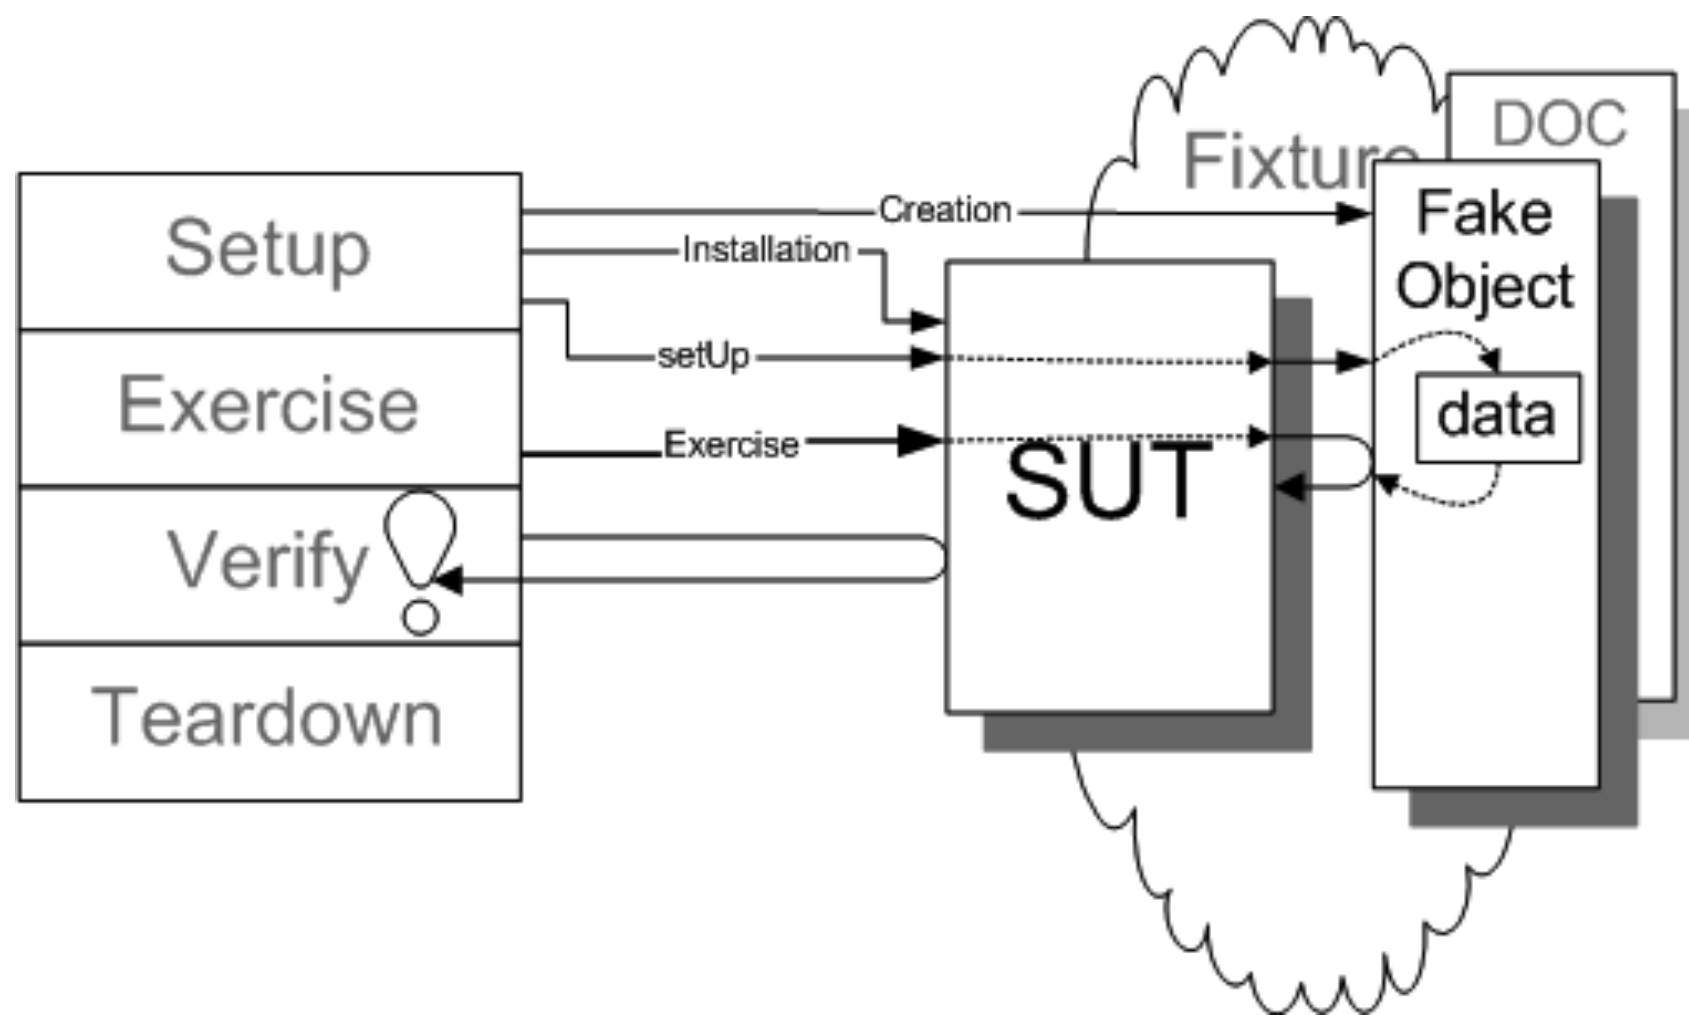 Setup
Exercise
Verify
Teardown
Creation
Installation
setUp
Exercise
SUT
Fixture
DOC
Fake
Object
data